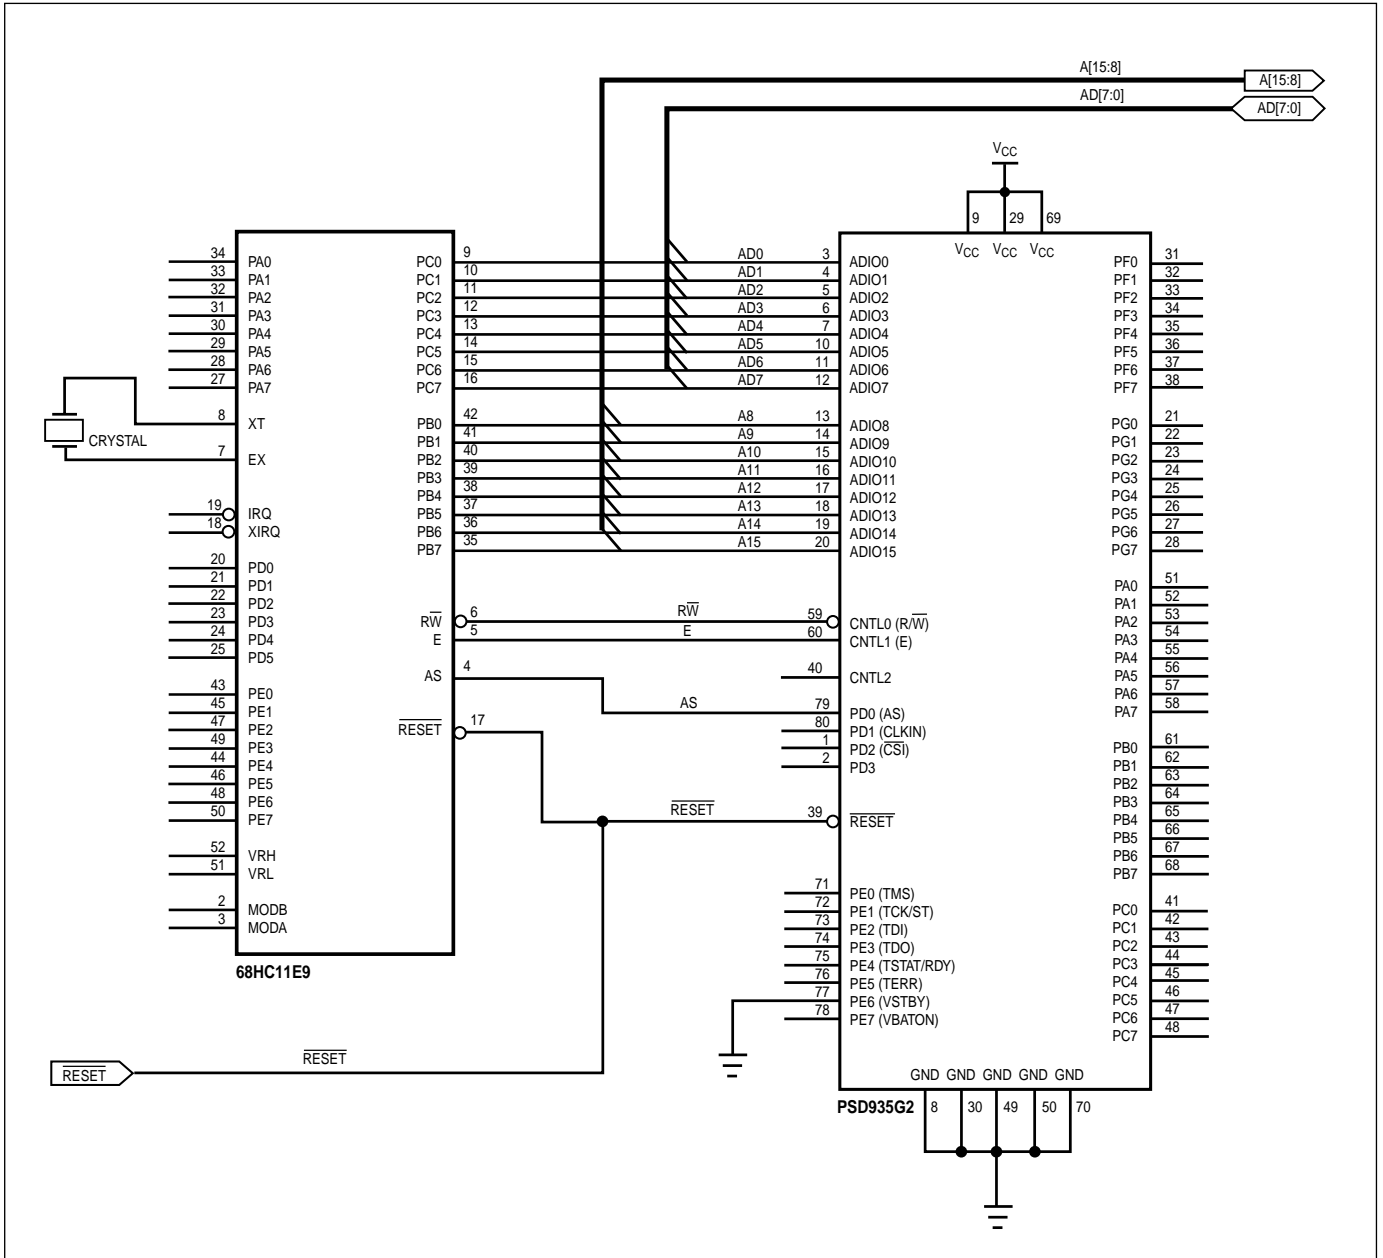 A[15:8] A[15:8]
AD[7:0] AD[7:0]
VCC
9 29 69
VCC VCC VCC
34 PA0 PC0 9 AD0 3 ADIO0 PF0 31
33 PA1 PC1 10 AD1 4 ADIO1 PF1 32
32 PA2 PC2 11 AD2 5 ADIO2 PF2 33
31 PA3 PC3 12 AD3 6 ADIO3 PF3 34
30 PA4 PC4 13 AD4 7 ADIO4 PF4 35
29 PA5 PC5 14 AD5 10 ADIO5 PF5 36
28 PA6 PC6 15 AD6 11 ADIO6 PF6 37
27 PA7 PC7 16 AD7 12 ADIO7 PF7 38
8 XT PB0 42 A8 13 ADIO8 PG0 21
CRYSTAL PB1 41 A9 14 ADIO9 PG1 22
7 EX PB2 40 A10 15 ADIO10 PG2 23
PB3 39 A11 16 ADIO11 PG3 24
PB4 38 A12 17 ADIO12 PG4 25
19 IRQ PB5 37 A13 18 ADIO13 PG5 26
18 XIRQ PB6 36 A14 19 ADIO14 PG6 27
PB7 35 A15 20 ADIO15 PG7 28
20 PD0 PA0 51
21 PD1 PA1 52
22 PD2 RW̅ 6 RW̅ 59 CNTL0 (R/W̅) PA2 53
23 PD3 E 5 E 60 CNTL1 (E) PA3 54
24 PD4 PA4 55
25 PD5 AS 4 40 CNTL2 PA5 56
43 PE0 PA6 57
45 PE1 AS 79 PD0 (AS) PA7 58
47 PE2 R̅E̅S̅E̅T̅ 17 80 PD1 (CLKIN)
49 PE3 1 PD2 (C̅S̅I̅) PB0 61
44 PE4 2 PD3 PB1 62
46 PE5 PB2 63
48 PE6 PB3 64
50 PE7 R̅E̅S̅E̅T̅ 39 R̅E̅S̅E̅T̅ PB4 65
PB5 66
52 VRH PB6 67
51 VRL PB7 68
2 MODB 71 PE0 (TMS) PC0 41
3 MODA 72 PE1 (TCK/ST) PC1 42
73 PE2 (TDI) PC2 43
74 PE3 (TDO) PC3 44
68HC11E9 75 PE4 (TSTAT/RDY) PC4 45
76 PE5 (TERR) PC5 46
77 PE6 (VSTBY) PC6 47
78 PE7 (VBATON) PC7 48
R̅E̅S̅E̅T̅ R̅E̅S̅E̅T̅
GND GND GND GND GND
PSD935G2 8 30 49 50 70